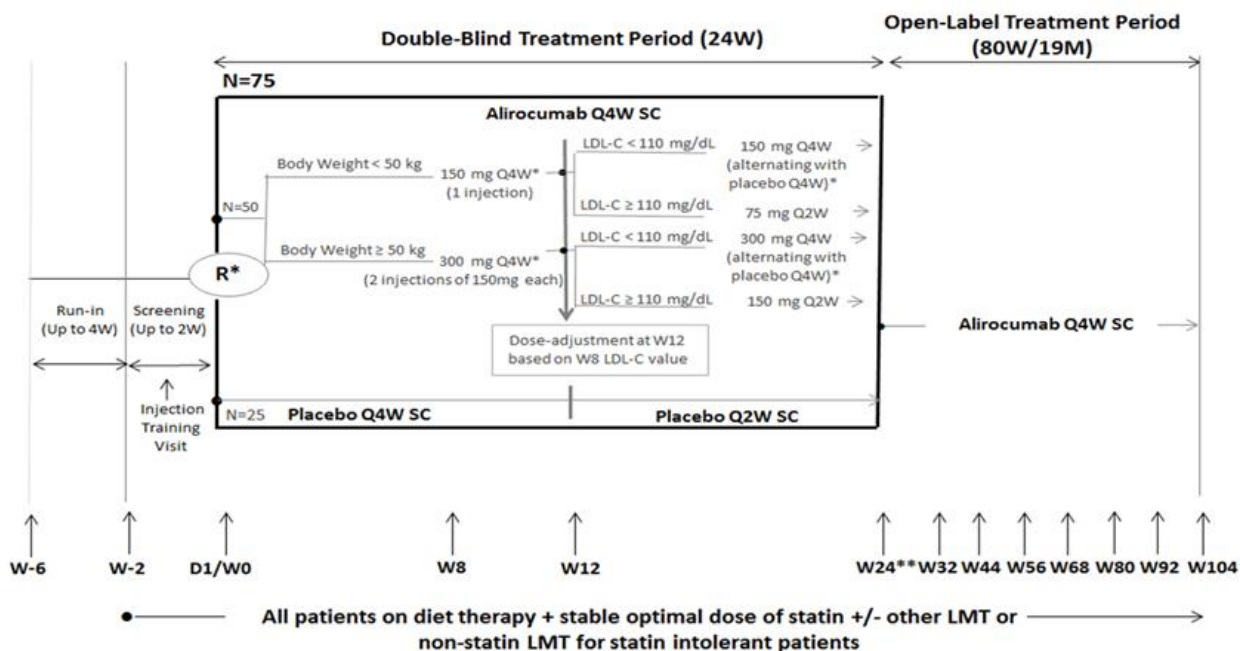 Double-Blind Treatment Period (24W)
Open-Label Treatment Period
(80W/19M)
N=75
Alirocumab Q4W SC
Body Weight < 50 kg
150 mg Q4W*
(1 injection)
LDL-C < 110 mg/dL
150 mg Q4W
(alternating with
placebo Q4W)*
N=50
LDL-C ≥ 110 mg/dL
75 mg Q2W
R*
Body Weight ≥ 50 kg
300 mg Q4W*
(2 injections of 150mg each)
LDL-C < 110 mg/dL
300 mg Q4W
(alternating with
placebo Q4W)*
LDL-C ≥ 110 mg/dL
150 mg Q2W
Run-in
(Up to 4W)
Screening
(Up to 2W)
Dose-adjustment at W12
based on W8 LDL-C value
Alirocumab Q4W SC
Injection
Training
Visit
N=25
Placebo Q4W SC
Placebo Q2W SC
W-6
W-2
D1/W0
W8
W12
W24**
W32
W44
W56
W68
W80
W92
W104
All patients on diet therapy + stable optimal dose of statin +/- other LMT or
non-statin LMT for statin intolerant patients